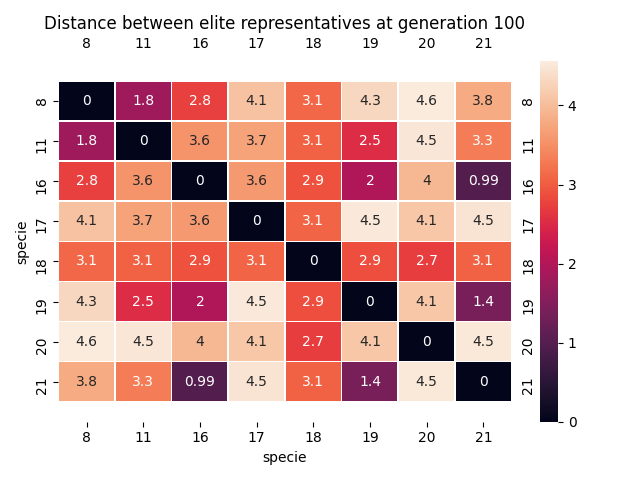 Distance between elite representatives at generation 100
8 11 16 17 18 19 20 21
8 0 1.8 2.8 4.1 3.1 4.3 4.6 3.8 8
11 1.8 0 3.6 3.7 3.1 2.5 4.5 3.3 11
16 2.8 3.6 0 3.6 2.9 2 4 0.99 16
17 4.1 3.7 3.6 0 3.1 4.5 4.1 4.5 17
18 3.1 3.1 2.9 3.1 0 2.9 2.7 3.1 18
19 4.3 2.5 2 4.5 2.9 0 4.1 1.4 19
20 4.6 4.5 4 4.1 2.7 4.1 0 4.5 20
21 3.8 3.3 0.99 4.5 3.1 1.4 4.5 0 21
8 11 16 17 18 19 20 21
specie
specie
4
3
2
1
0